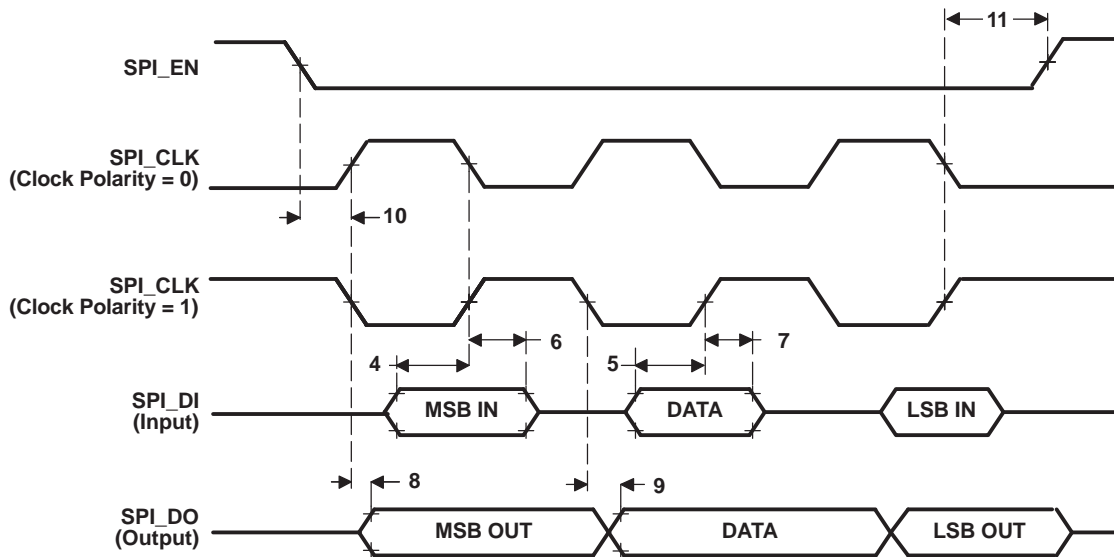 11
SPI_EN
SPI_CLK
(Clock Polarity = 0)
10
SPI_CLK
(Clock Polarity = 1)
4
6
5
7
SPI_DI
(Input)
MSB IN
DATA
LSB IN
8
9
SPI_DO
(Output)
MSB OUT
DATA
LSB OUT